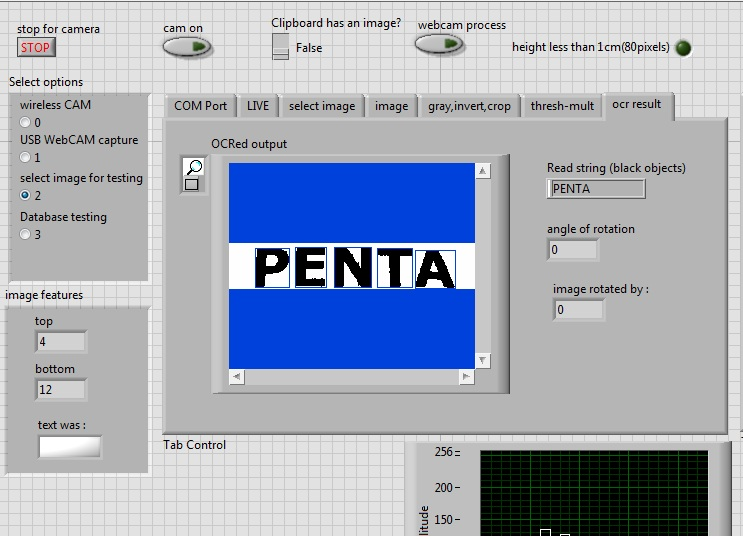 stop for camera
STOP
cam on
Clipboard has an image?
False
webcam process
height less than 1cm(80pixels)
Select options
wireless CAM
0
USB WebCAM capture
1
select image for testing
2
Database testing
3
image features
top
4
bottom
12
text was :
COM Port
LIVE
select image
image
gray,invert,crop
thresh-mult
ocr result
OCRed output
PENTA
Read string (black objects)
PENTA
angle of rotation
0
image rotated by :
0
Tab Control
256
200
150